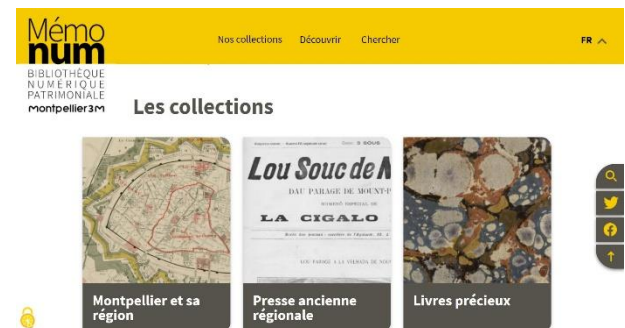 Mémo
num
BIBLIOTHÈQUE
NUMÉRIQUE
PATRIMONIALE
montpellier3m
Nos collections Découvrir Chercher
FR
Les collections
Lou Souc de
DAU PARAGE DE
LA CIGALO
Montpellier et sa
région
Presse ancienne
régionale
Livres précieux